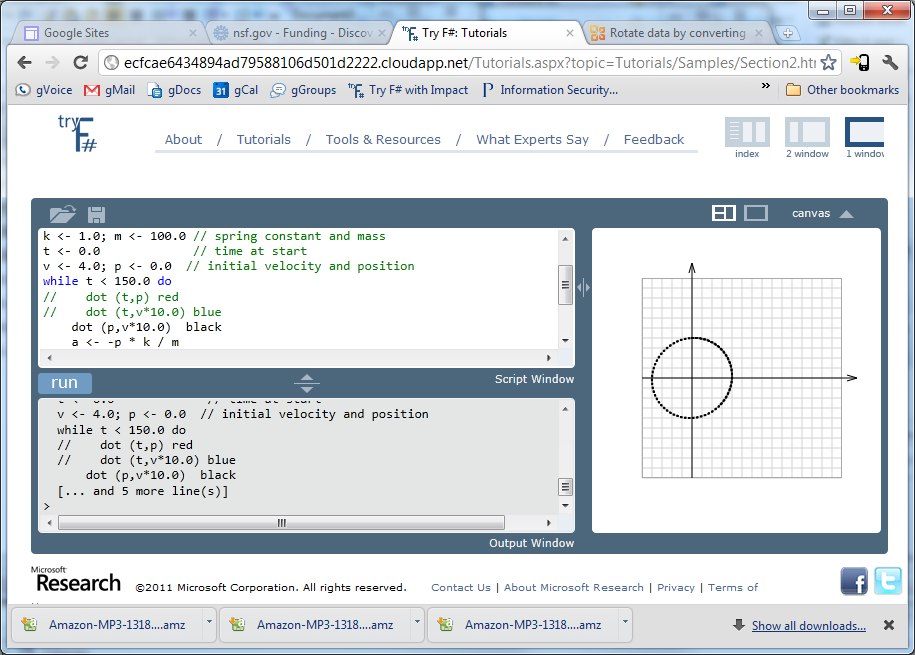 Google Sites
nsf.gov - Funding - Discov
Try F#: Tutorials
Rotate data by converting
ecfcae6434894ad79588106d501d2222.cloudapp.net/Tutorials.aspx?topic=Tutorials/Samples/Section2.htm
gVoice
gMail
gDocs
31 gCal
gGroups
Try F# with Impact
Information Security...
»
Other bookmarks
try F#
About / Tutorials / Tools & Resources / What Experts Say / Feedback
index
2 window
1 window
canvas
k <- 1.0; m <- 100.0 // spring constant and mass
t <- 0.0 // time at start
v <- 4.0; p <- 0.0 // initial velocity and position
while t < 150.0 do
// dot (t,p) red
// dot (t,v*10.0) blue
dot (p,v*10.0) black
a <- -p * k / m
run
Script Window
t <- 0.0 // time at start
v <- 4.0; p <- 0.0 // initial velocity and position
while t < 150.0 do
// dot (t,p) red
// dot (t,v*10.0) blue
dot (p,v*10.0) black
[... and 5 more line(s)]
>
Output Window
Microsoft Research
©2011 Microsoft Corporation. All rights reserved.
Contact Us | About Microsoft Research | Privacy | Terms of
Amazon-MP3-1318....amz
Amazon-MP3-1318....amz
Amazon-MP3-1318....amz
Show all downloads...